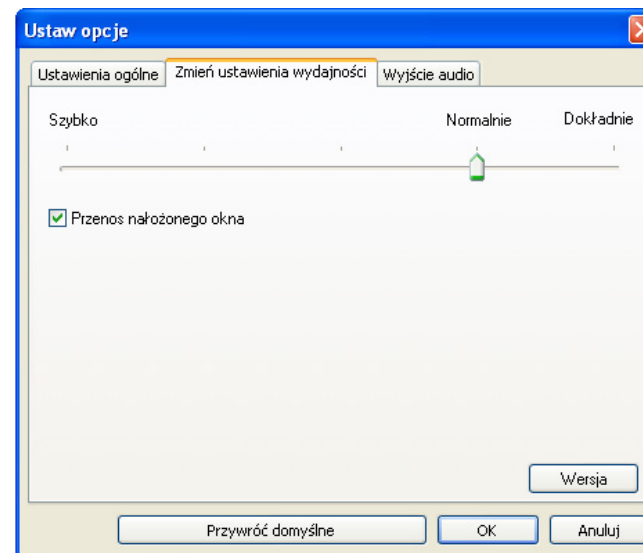 Ustaw opcje
Ustawienia ogólne Zmień ustawienia wydajności Wyjście audio
Szybko Normalnie Dokładnie
Przenos nałożonego okna
Wersja
Przywróć domyślne OK Anuluj